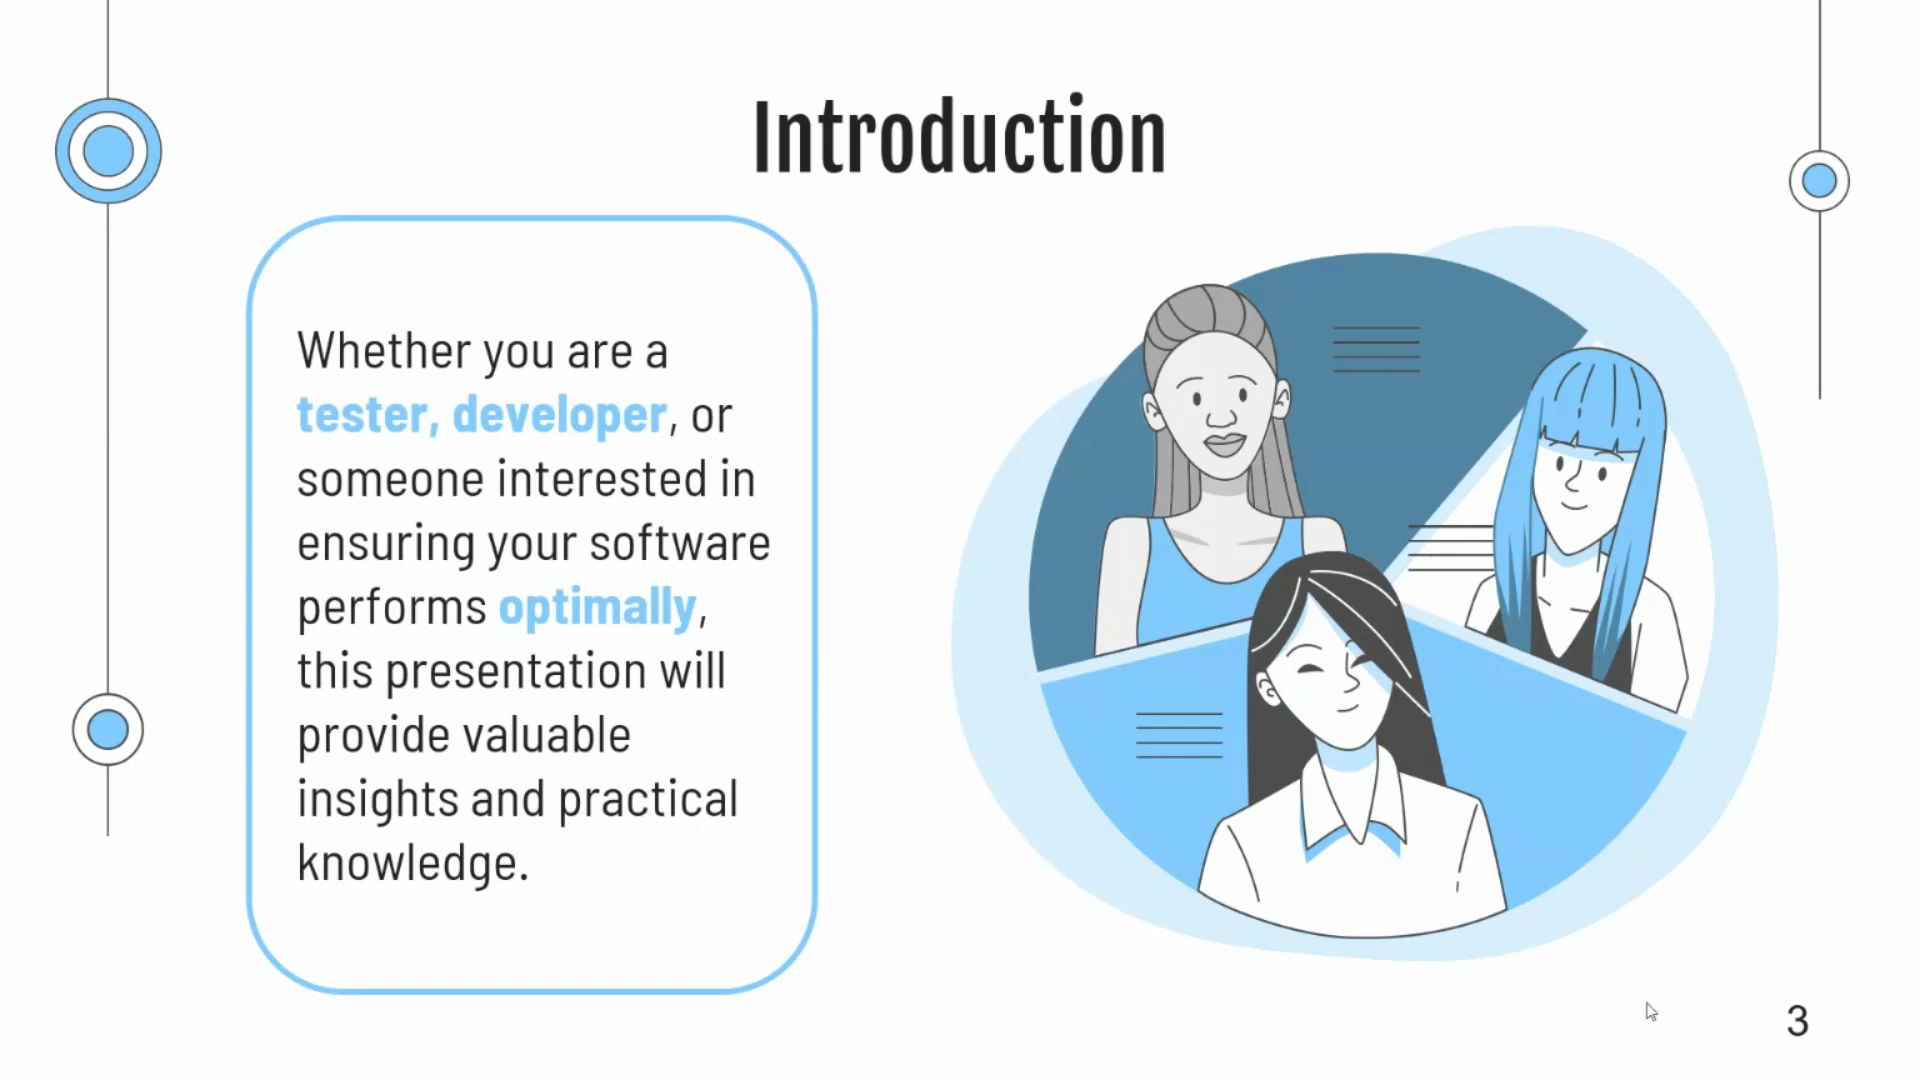 Introduction
Whether you are a
tester, developer, or
someone interested in
ensuring your software
performs optimally,
this presentation will
provide valuable
insights and practical
knowledge.
3